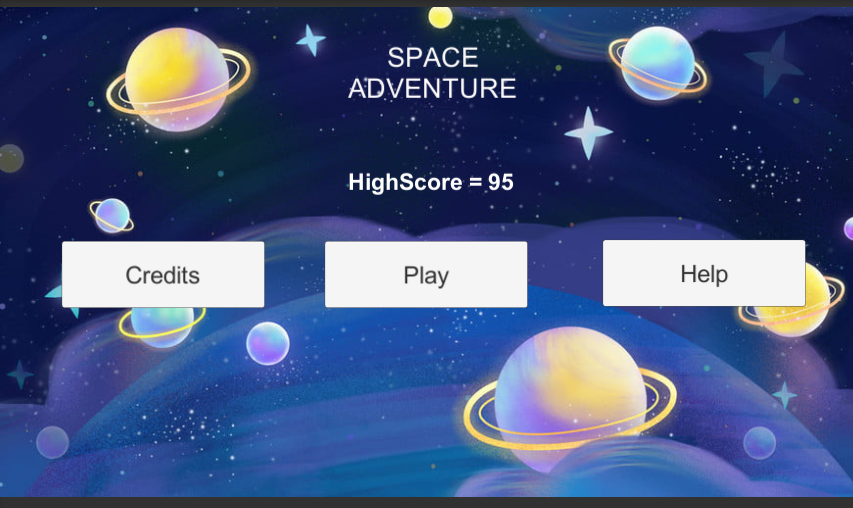 SPACE
ADVENTURE
HighScore = 95
Credits
Play
Help